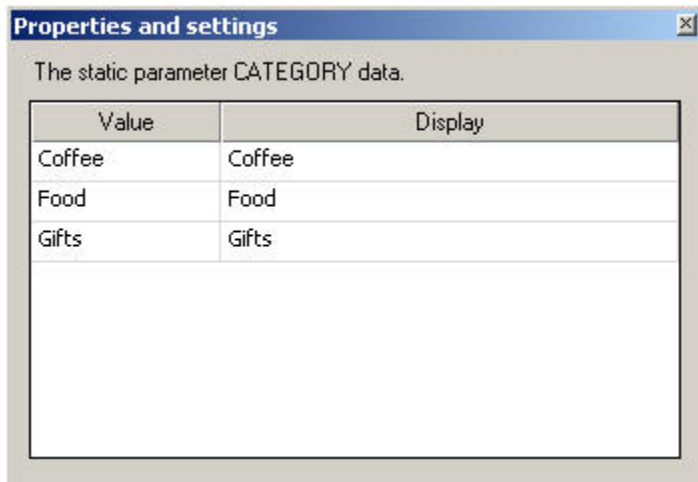 Properties and settings
The static parameter CATEGORY data.
Value Display
Coffee Coffee
Food Food
Gifts Gifts